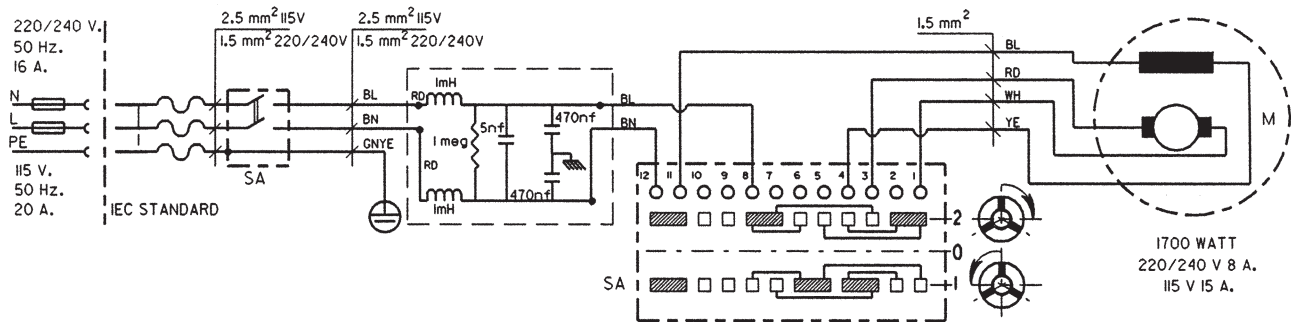 220/240 V.
50 Hz.
16 A.
N
L
PE
115 V.
50 Hz.
20 A.
IEC STANDARD
2.5 mm² 115V
1.5 mm² 220/240V
SA
2.5 mm² 115V
1.5 mm² 220/240V
BL
BN
GNYE
RD
1mH
RD
1 meg
5nf
470nf
470nf
1mH
BL
BN
1.5 mm²
BL
RD
WH
YE
M
12 11 10 9 8 7 6 5 4 3 2 1
2
0
1
SA
1700 WATT
220/240 V 8 A.
115 V 15 A.